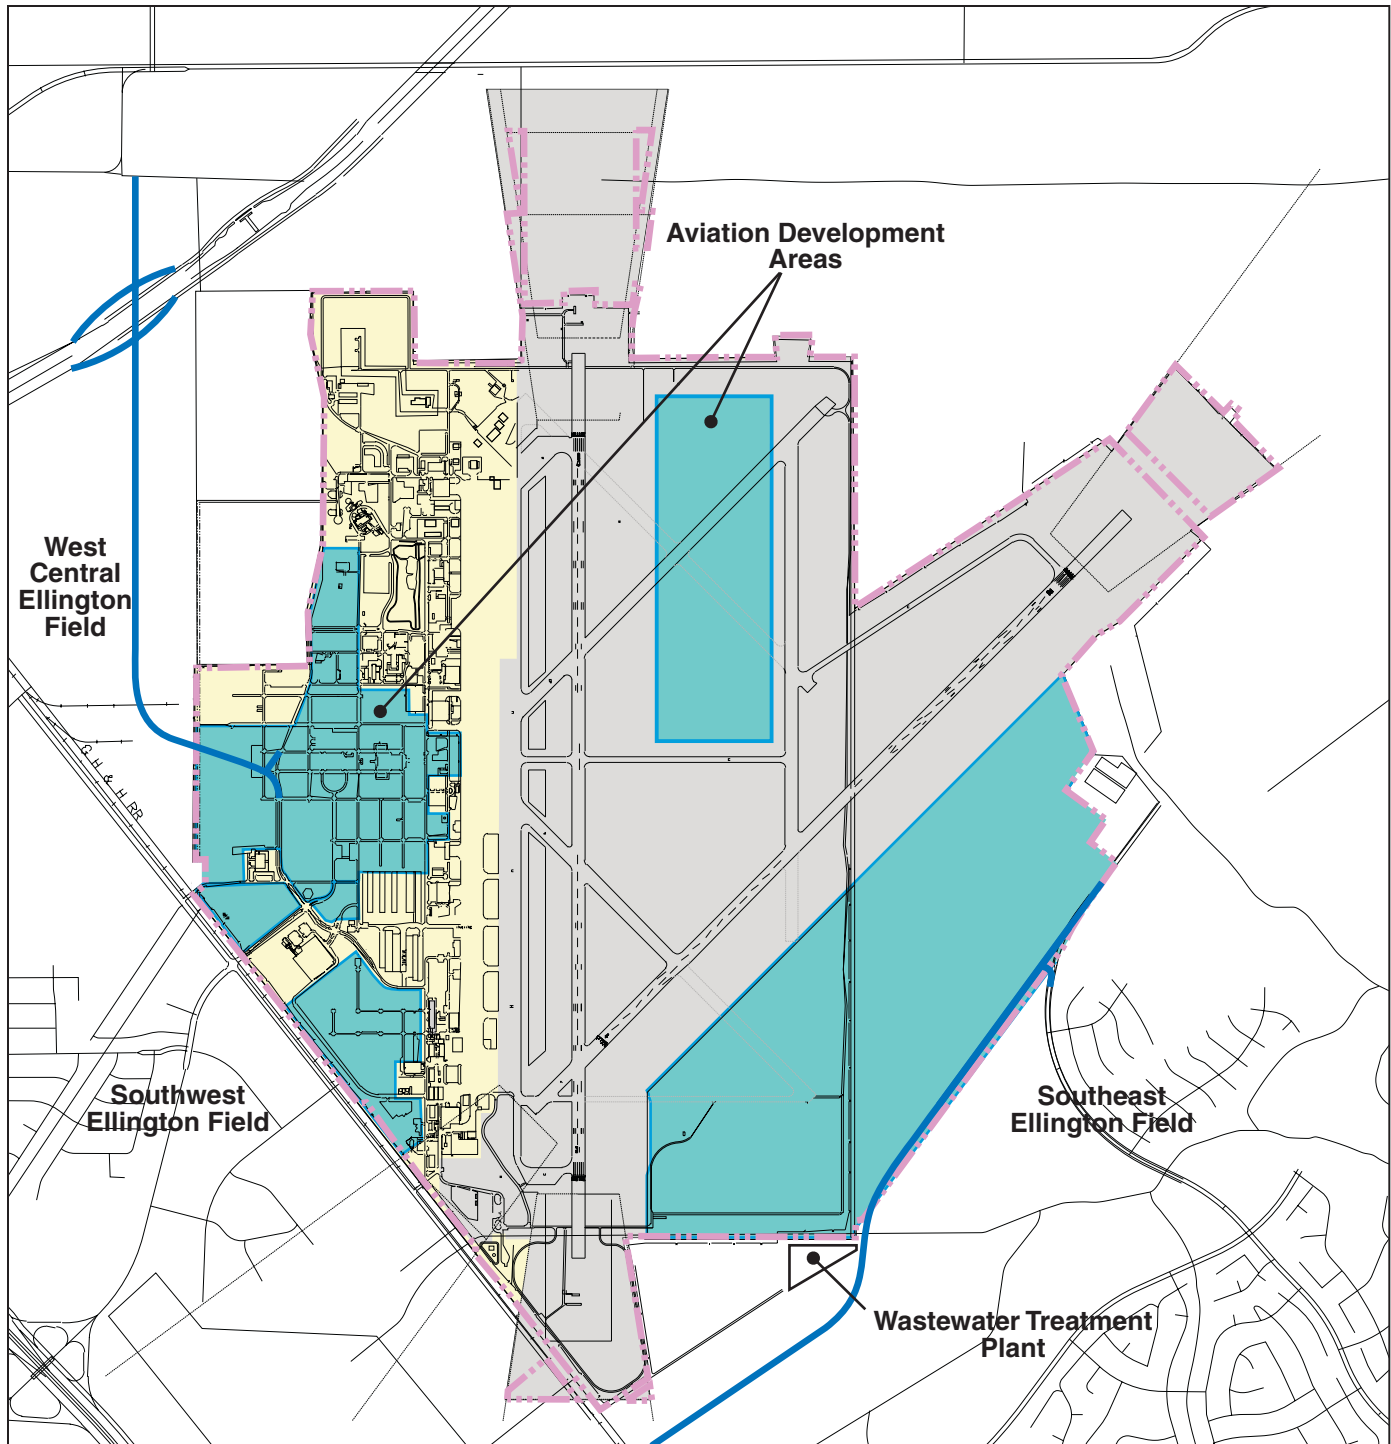 Aviation Development
Areas
West
Central
Ellington
Field
G H & H RR
Southwest
Ellington Field
Southeast
Ellington Field
Wastewater Treatment
Plant